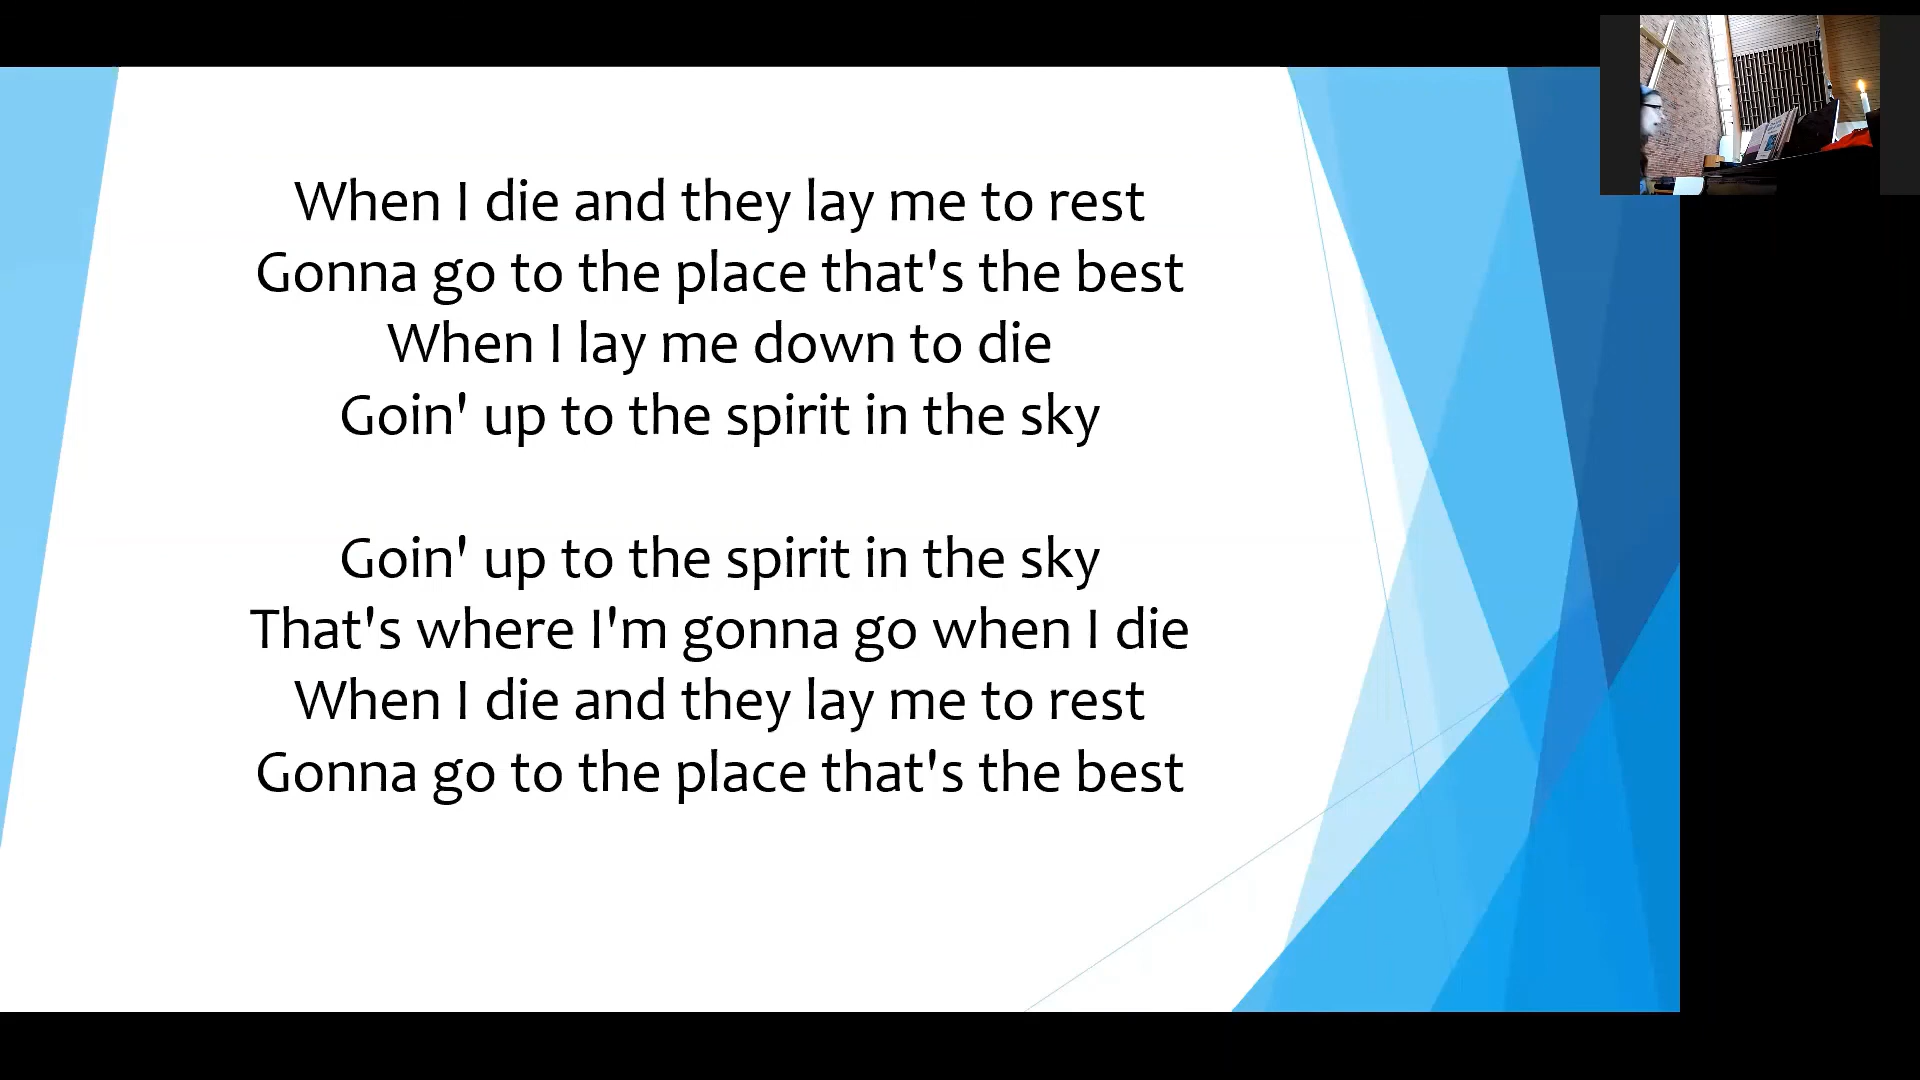 When I die and they lay me to rest
Gonna go to the place that's the best
When I lay me down to die
Goin' up to the spirit in the sky
Goin' up to the spirit in the sky
That's where I'm gonna go when I die
When I die and they lay me to rest
Gonna go to the place that's the best